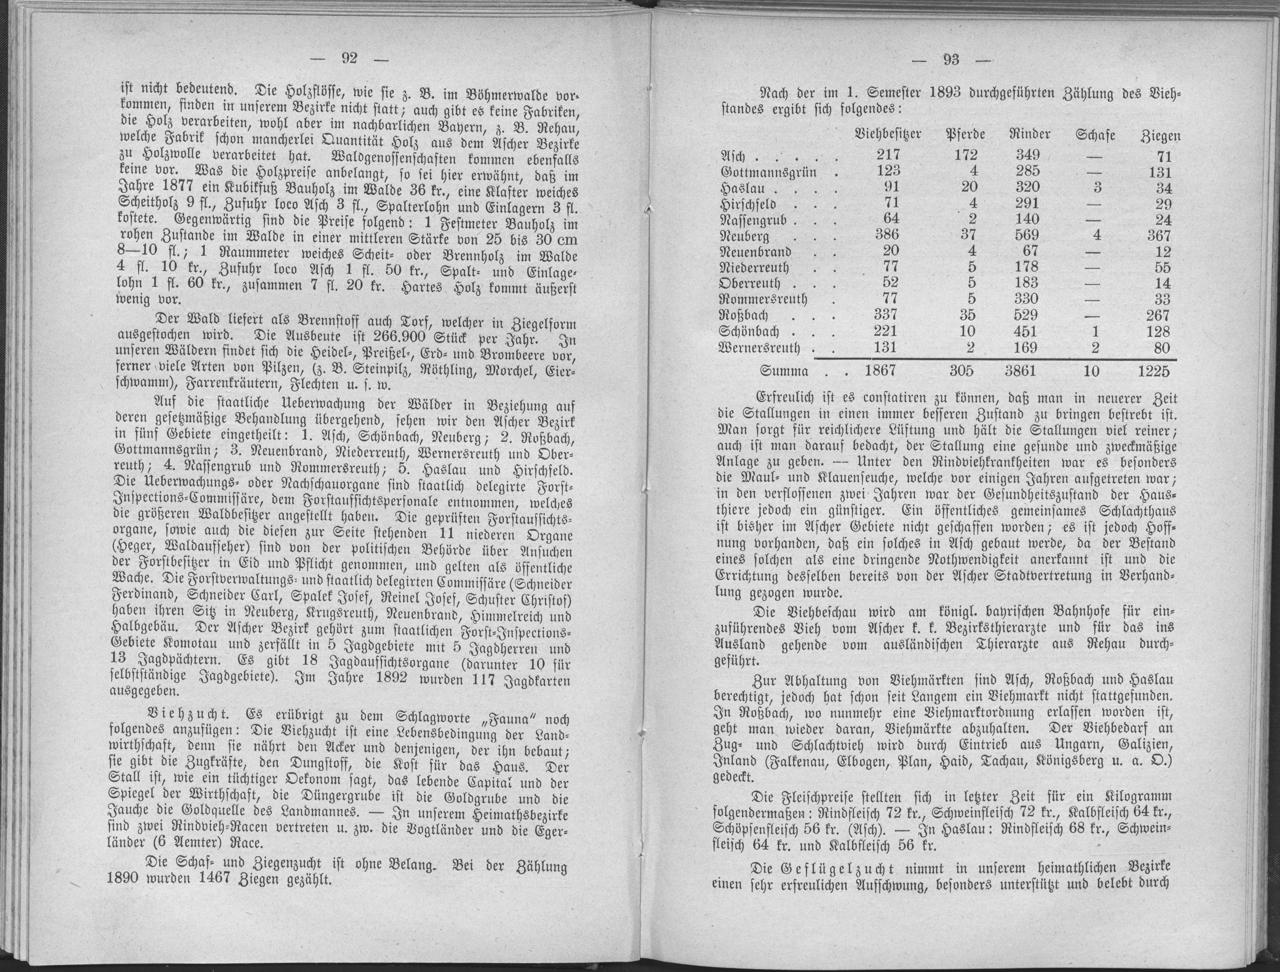 — 92 —
ist nicht bedeutend. Die Holzflösse, wie sie z. B. im Böhmerwalde vor-
kommen, finden in unserem Bezirke nicht statt; auch gibt es keine Fabriken,
die Holz verarbeiten, wohl aber im nachbarlichen Bayern, z. B. Rehau,
welche Fabrik schon mancherlei Quantität Holz aus dem Ascher Bezirke
zu Holzwolle verarbeitet hat. Waldgenossenschaften kommen ebenfalls
keine vor. Was die Holzpreise anbelangt, so sei hier erwähnt, daß im
Jahre 1877 ein Kubikfuß Bauholz im Walde 36 kr., eine Klafter weiches
Scheitholz 9 fl., Zufuhr loco Asch 3 fl., Spalterlohn und Einlagern 3 fl.
kostete. Gegenwärtig sind die Preise folgend: 1 Festmeter Bauholz im
rohen Zustande im Walde in einer mittleren Stärke von 25 bis 30 cm
8—10 fl.; 1 Raummeter weiches Scheit- oder Brennholz im Walde
4 fl. 10 kr., Zufuhr loco Asch 1 fl. 50 kr., Spalt- und Einlage-
lohn 1 fl. 60 kr., zusammen 7 fl. 20 kr. Hartes Holz kommt äußerst
wenig vor.
Der Wald liefert als Brennstoff auch Torf, welcher in Ziegelform
ausgestochen wird. Die Ausbeute ist 266.900 Stück per Jahr. In
unseren Wäldern findet sich die Heidel-, Preißel-, Erd- und Brombeere vor,
ferner viele Arten von Pilzen, (z. B. Steinpilz, Röthling, Morchel, Eier-
schwamm), Farrenkräutern, Flechten u. s. w.
Auf die staatliche Ueberwachung der Wälder in Beziehung auf
deren gesetzmäßige Behandlung übergehend, sehen wir den Ascher Bezirk
in fünf Gebiete eingetheilt: 1. Asch, Schönbach, Neuberg; 2. Roßbach,
Gottmannsgrün; 3. Neuenbrand, Niederreuth, Wernersreuth und Ober-
reuth; 4. Nassengrub und Rommersreuth; 5. Haslau und Hirschfeld.
Die Ueberwachungs- oder Nachschauorgane sind staatlich delegirte Forst-
Inspections-Commissäre, dem Forstaufsichtspersonale entnommen, welches
die größeren Waldbesitzer angestellt haben. Die geprüften Forstaufsichts-
organe, sowie auch die diesen zur Seite stehenden 11 niederen Organe
(Heger, Waldaufseher) sind von der politischen Behörde über Ansuchen
der Forstbesitzer in Eid und Pflicht genommen, und gelten als öffentliche
Wache. Die Forstverwaltungs- und staatlich delegirten Commissäre (Schneider
Ferdinand, Schneider Carl, Spalek Josef, Reinel Josef, Schuster Christof)
haben ihren Sitz in Neuberg, Krugsreuth, Neuenbrand, Himmelreich und
Halbgebäu. Der Ascher Bezirk gehört zum staatlichen Forst-Inspections-
Gebiete Komotau und zerfällt in 5 Jagdgebiete mit 5 Jagdherren und
13 Jagdpächtern. Es gibt 18 Jagdaufsichtsorgane (darunter 10 für
selbstständige Jagdgebiete). Im Jahre 1892 wurden 117 Jagdkarten
ausgegeben.
Viehzucht. Es erübrigt zu dem Schlagworte „Fauna" noch
folgendes anzufügen: Die Viehzucht ist eine Lebensbedingung der Land-
wirthschaft, denn sie nährt den Acker und denjenigen, der ihn bebaut;
sie gibt die Zugkräfte, den Dungstoff, die Kost für das Haus. Der
Stall ist, wie ein tüchtiger Oekonom sagt, das lebende Capital und der
Spiegel der Wirthschaft, die Düngergrube ist die Goldgrube und die
Jauche die Goldquelle des Landmannes. — In unserem Heimathsbezirke
sind zwei Rindvieh-Racen vertreten u. zw. die Vogtländer und die Eger-
länder (6 Aemter) Race.
Die Schaf- und Ziegenzucht ist ohne Belang. Bei der Zählung
1890 wurden 1467 Ziegen gezählt.
— 93 —
Nach der im 1. Semester 1893 durchgeführten Zählung des Vieh-
standes ergibt sich folgendes:
Viehbesitzer Pferde Rinder Schafe Ziegen
Asch . . . . . 217 172 349 — 71
Gottmannsgrün . 123 4 285 — 131
Haslau . . . . 91 20 320 3 34
Hirschfeld . . . 71 4 291 — 29
Nassengrub . . . 64 2 140 — 24
Neuberg . . . 386 37 569 4 367
Neuenbrand . . 20 4 67 — 12
Niederreuth . . 77 5 178 — 55
Oberreuth . . . 52 5 183 — 14
Rommersreuth . 77 5 330 — 33
Roßbach . . . 337 35 529 — 267
Schönbach . . 221 10 451 1 128
Wernersreuth . . 131 2 169 2 80
Summa . . 1867 305 3861 10 1225
Erfreulich ist es constatiren zu können, daß man in neuerer Zeit
die Stallungen in einen immer besseren Zustand zu bringen bestrebt ist.
Man sorgt für reichlichere Lüftung und hält die Stallungen viel reiner;
auch ist man darauf bedacht, der Stallung eine gesunde und zweckmäßige
Anlage zu geben. — Unter den Rindviehkrankheiten war es besonders
die Maul- und Klauenseuche, welche vor einigen Jahren aufgetreten war;
in den verflossenen zwei Jahren war der Gesundheitszustand der Haus-
thiere jedoch ein günstiger. Ein öffentliches gemeinsames Schlachthaus
ist bisher im Ascher Gebiete nicht geschaffen worden; es ist jedoch Hoff-
nung vorhanden, daß ein solches in Asch gebaut werde, da der Bestand
eines solchen als eine dringende Nothwendigkeit anerkannt ist und die
Errichtung desselben bereits von der Ascher Stadtvertretung in Verhand-
lung gezogen wurde.
Die Viehbeschau wird am königl. bayrischen Bahnhofe für ein-
zuführendes Vieh vom Ascher k. k. Bezirksthierarzte und für das ins
Ausland gehende vom ausländischen Thierarzte aus Rehau durch-
geführt.
Zur Abhaltung von Viehmärkten sind Asch, Roßbach und Haslau
berechtigt, jedoch hat schon seit Langem ein Viehmarkt nicht stattgefunden.
In Roßbach, wo nunmehr eine Viehmarktordnung erlassen worden ist,
geht man wieder daran, Viehmärkte abzuhalten. Der Viehbedarf an
Zug- und Schlachtvieh wird durch Eintrieb aus Ungarn, Galizien,
Inland (Falkenau, Elbogen, Plan, Haid, Tachau, Königsberg u. a. O.)
gedeckt.
Die Fleischpreise stellten sich in letzter Zeit für ein Kilogramm
folgendermaßen: Rindfleisch 72 kr., Schweinfleisch 72 kr., Kalbfleisch 64 kr.,
Schöpsenfleisch 56 kr. (Asch). — In Haslau: Rindfleisch 68 kr., Schwein-
fleisch 64 kr. und Kalbfleisch 56 kr.
Die Geflügelzucht nimmt in unserem heimathlichen Bezirke
einen sehr erfreulichen Aufschwung, besonders unterstützt und belebt durch